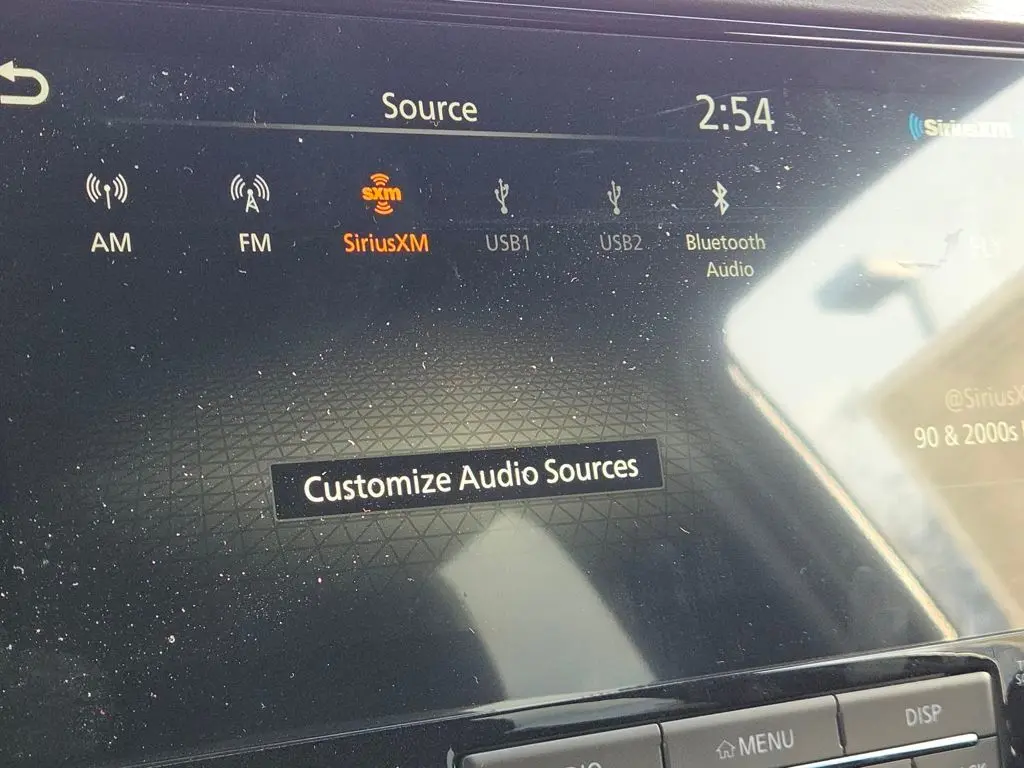 Source
2:54
SiriusXM
AM
FM
sxm
SiriusXM
USB1
USB2
Bluetooth
Audio
FLY
@SiriusX
90 & 2000s
Customize Audio Sources
MENU
DISP